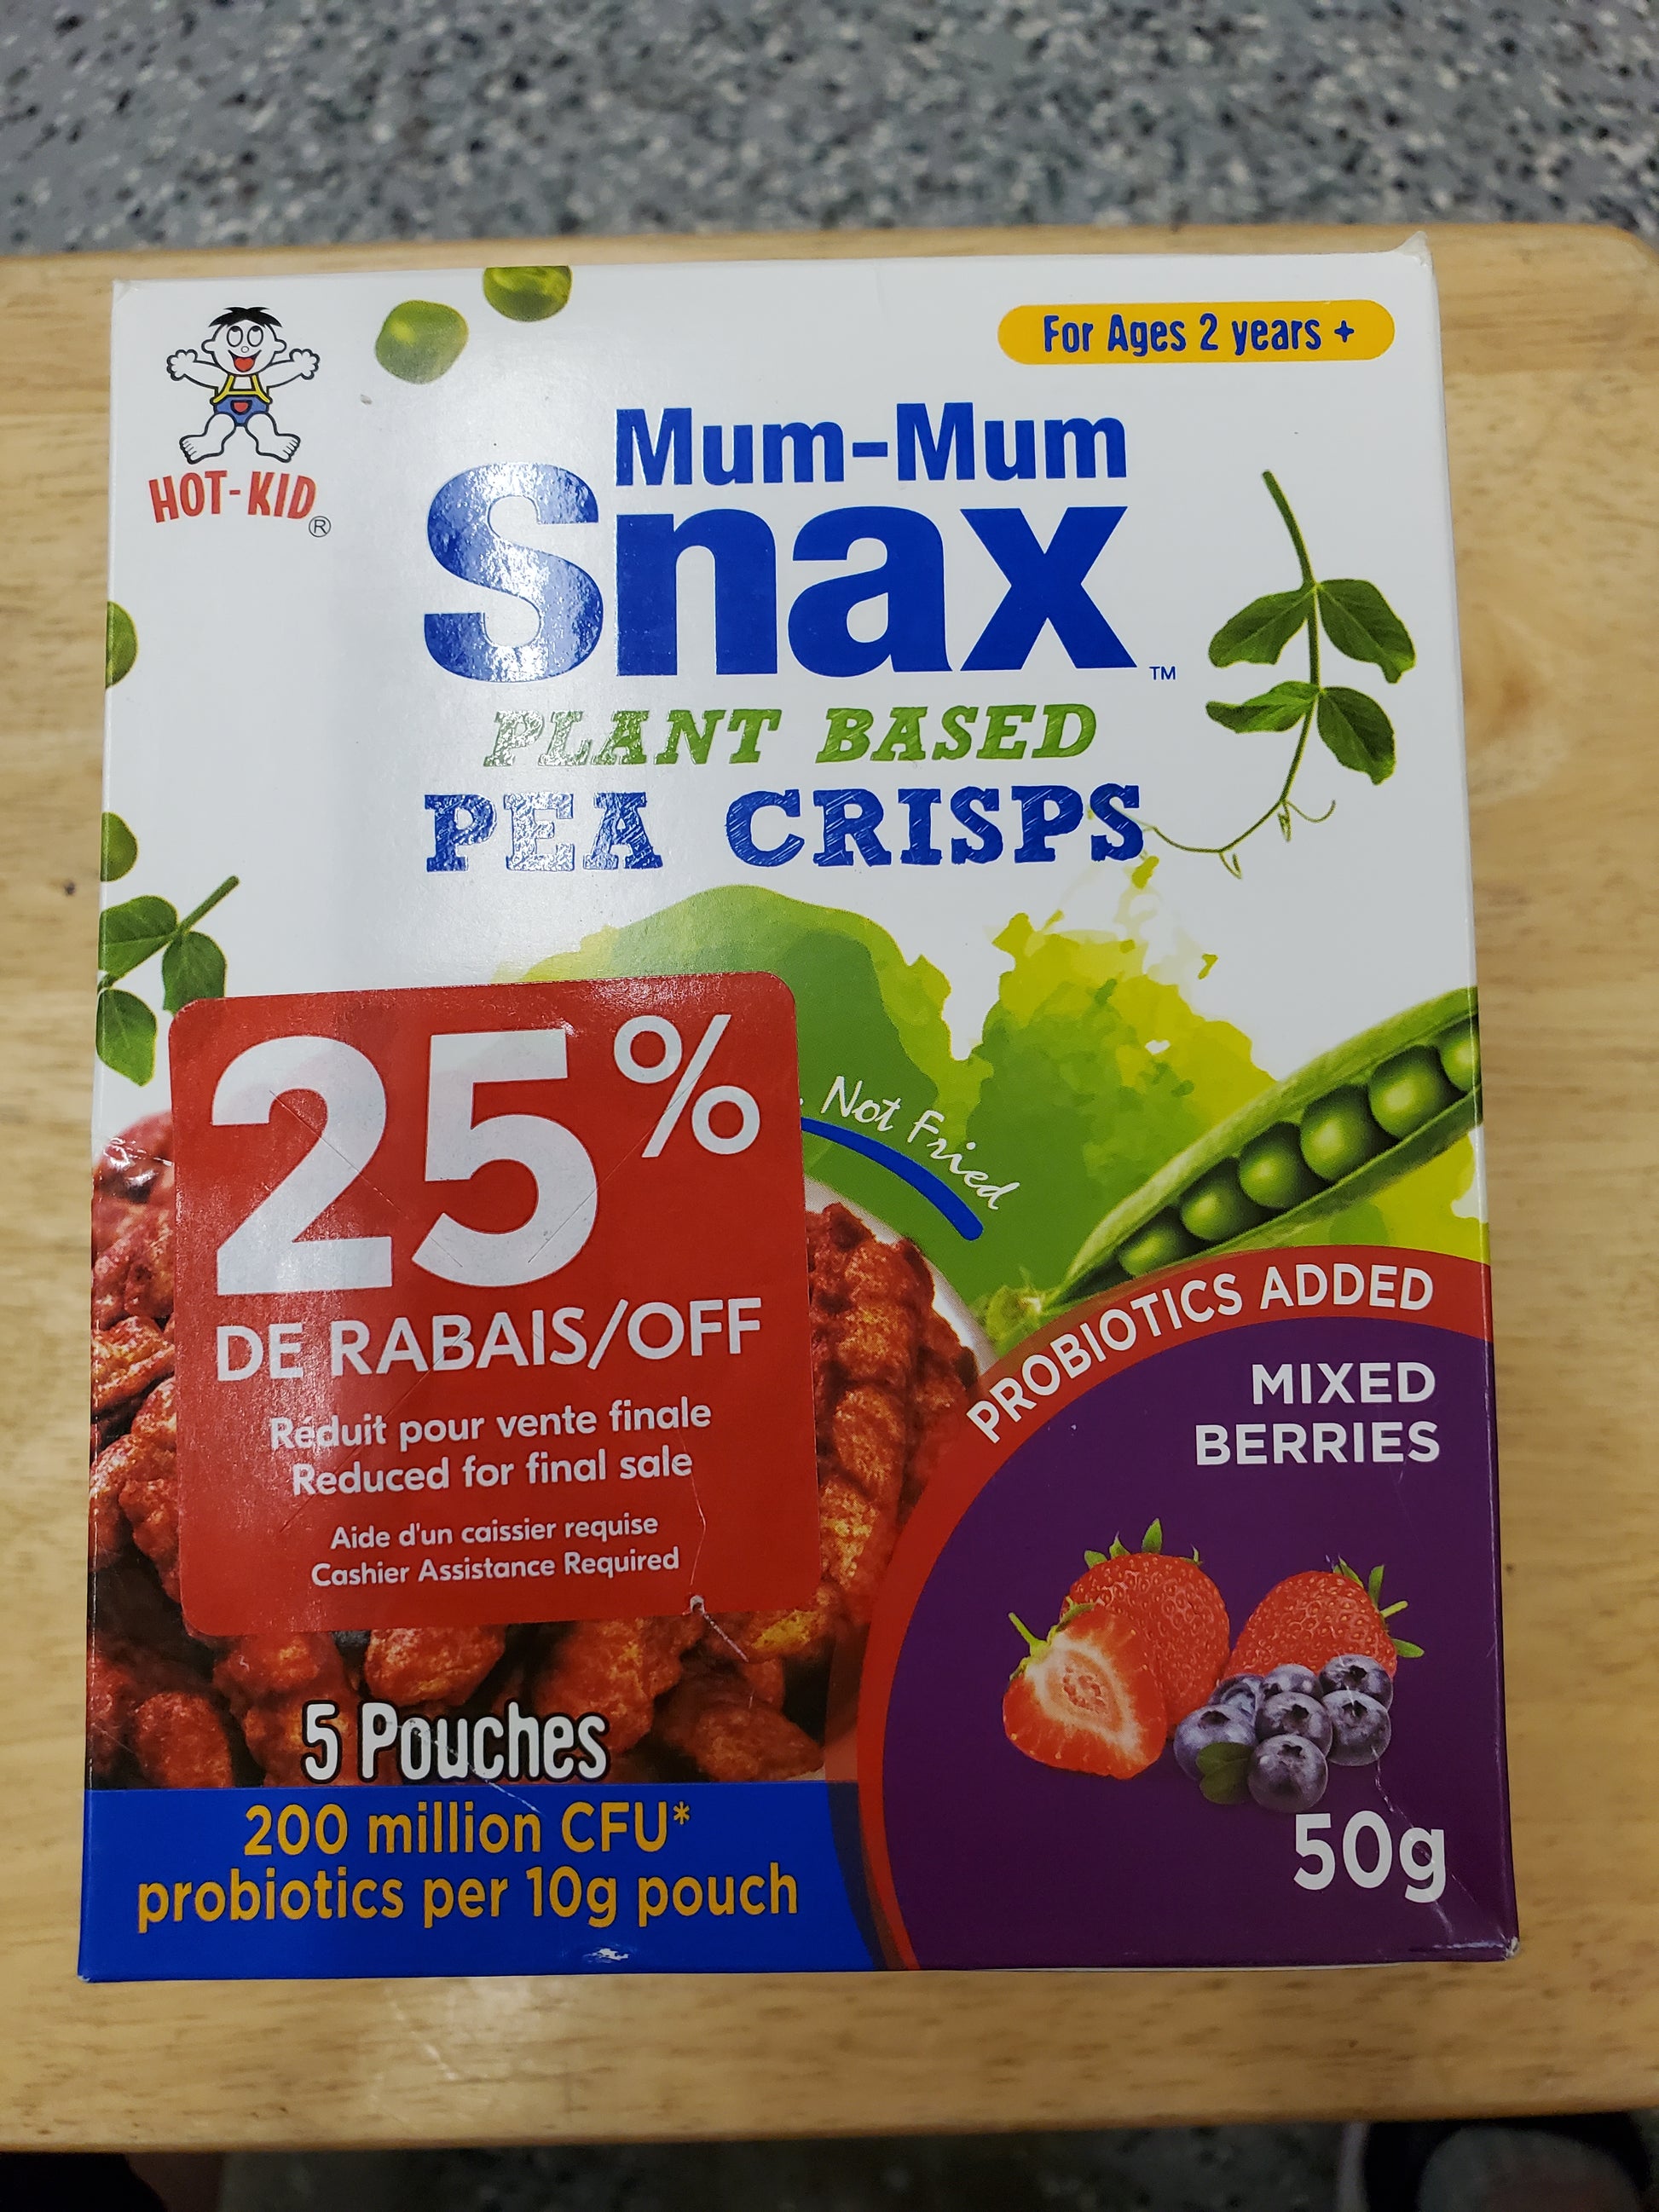 For Ages 2 years +
HOT-KID®
Mum-Mum
Snax™
PLANT BASED
PEA CRISPS
. Not Fried
25%
DE RABAIS/OFF
Réduit pour vente finale
Reduced for final sale
Aide d'un caissier requise
Cashier Assistance Required
PROBIOTICS ADDED
MIXED
BERRIES
5 Pouches
200 million CFU*
probiotics per 10g pouch
50g